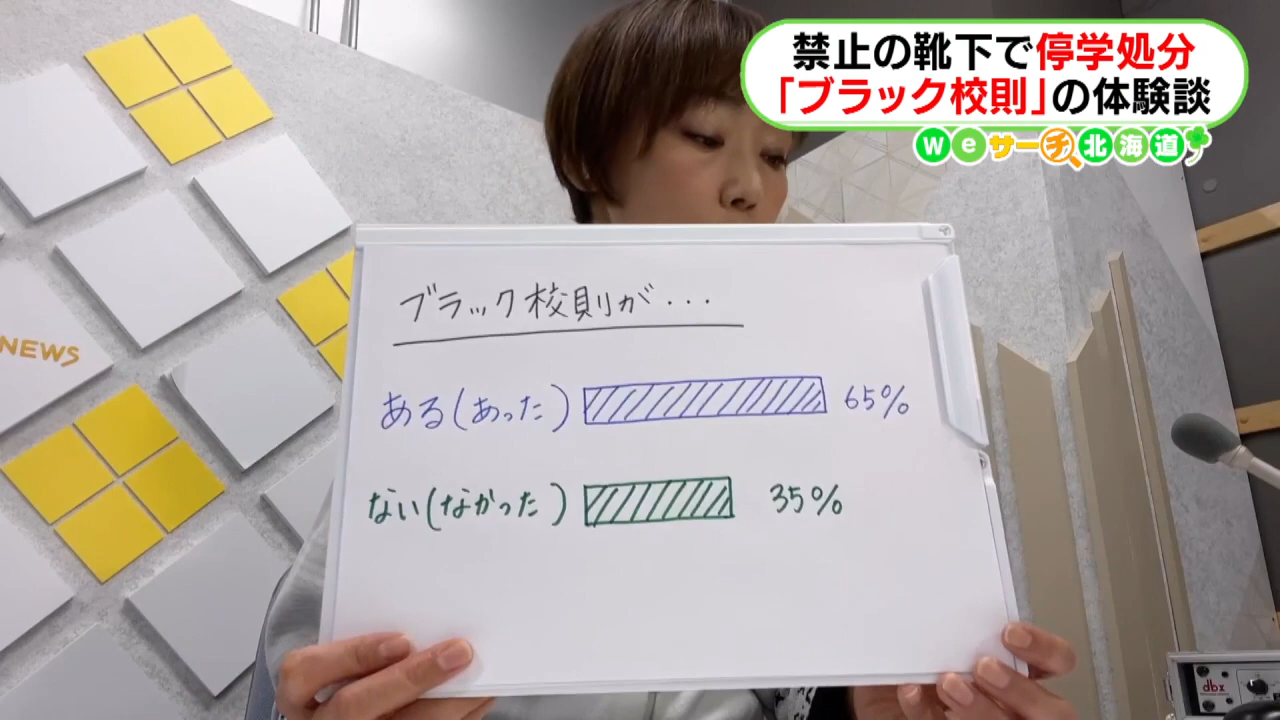 禁止の靴下で停学処分
「ブラック校則」の体験談
Weサーチ北海道
NEWS
ブラック校則が・・・
ある(あった) 65%
ない(なかった) 35%
dbx